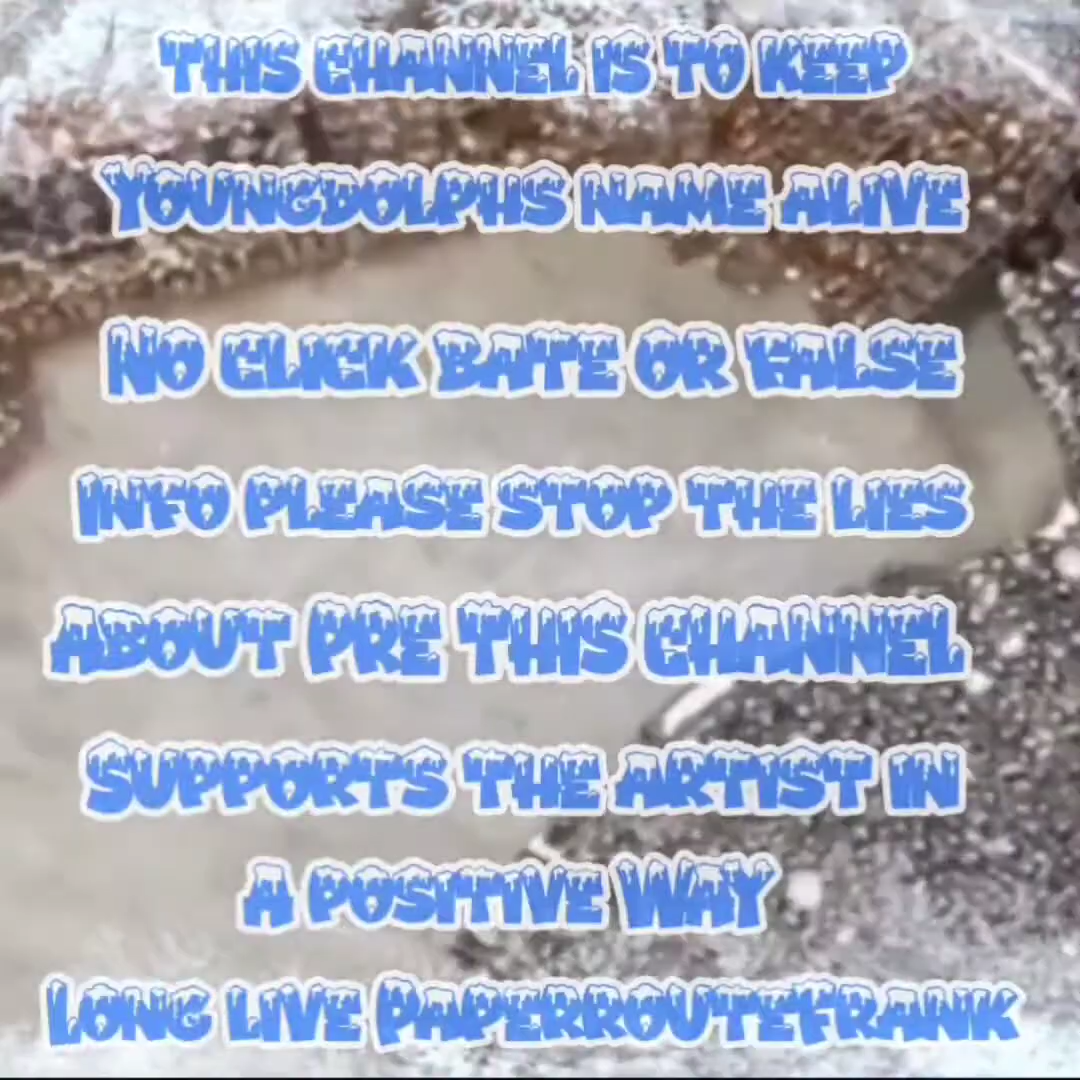 THIS CHANNEL IS TO KEEP
YOUNGDOLPHS NAME ALIVE
NO CLICK BATE OR FALSE
INFO PLEASE STOP THE LIES
ABOUT PRE THIS CHANNEL
SUPPORTS THE ARTIST IN
A POSITIVE WAY
LONG LIVE PAPERROUTEFRANK